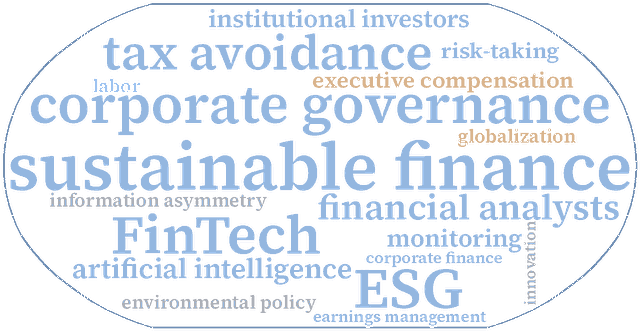 institutional investors
tax avoidance
risk-taking
labor
executive compensation
corporate governance
globalization
sustainable finance
information asymmetry
financial analysts
FinTech
monitoring
innovation
corporate finance
artificial intelligence
ESG
environmental policy
earnings management